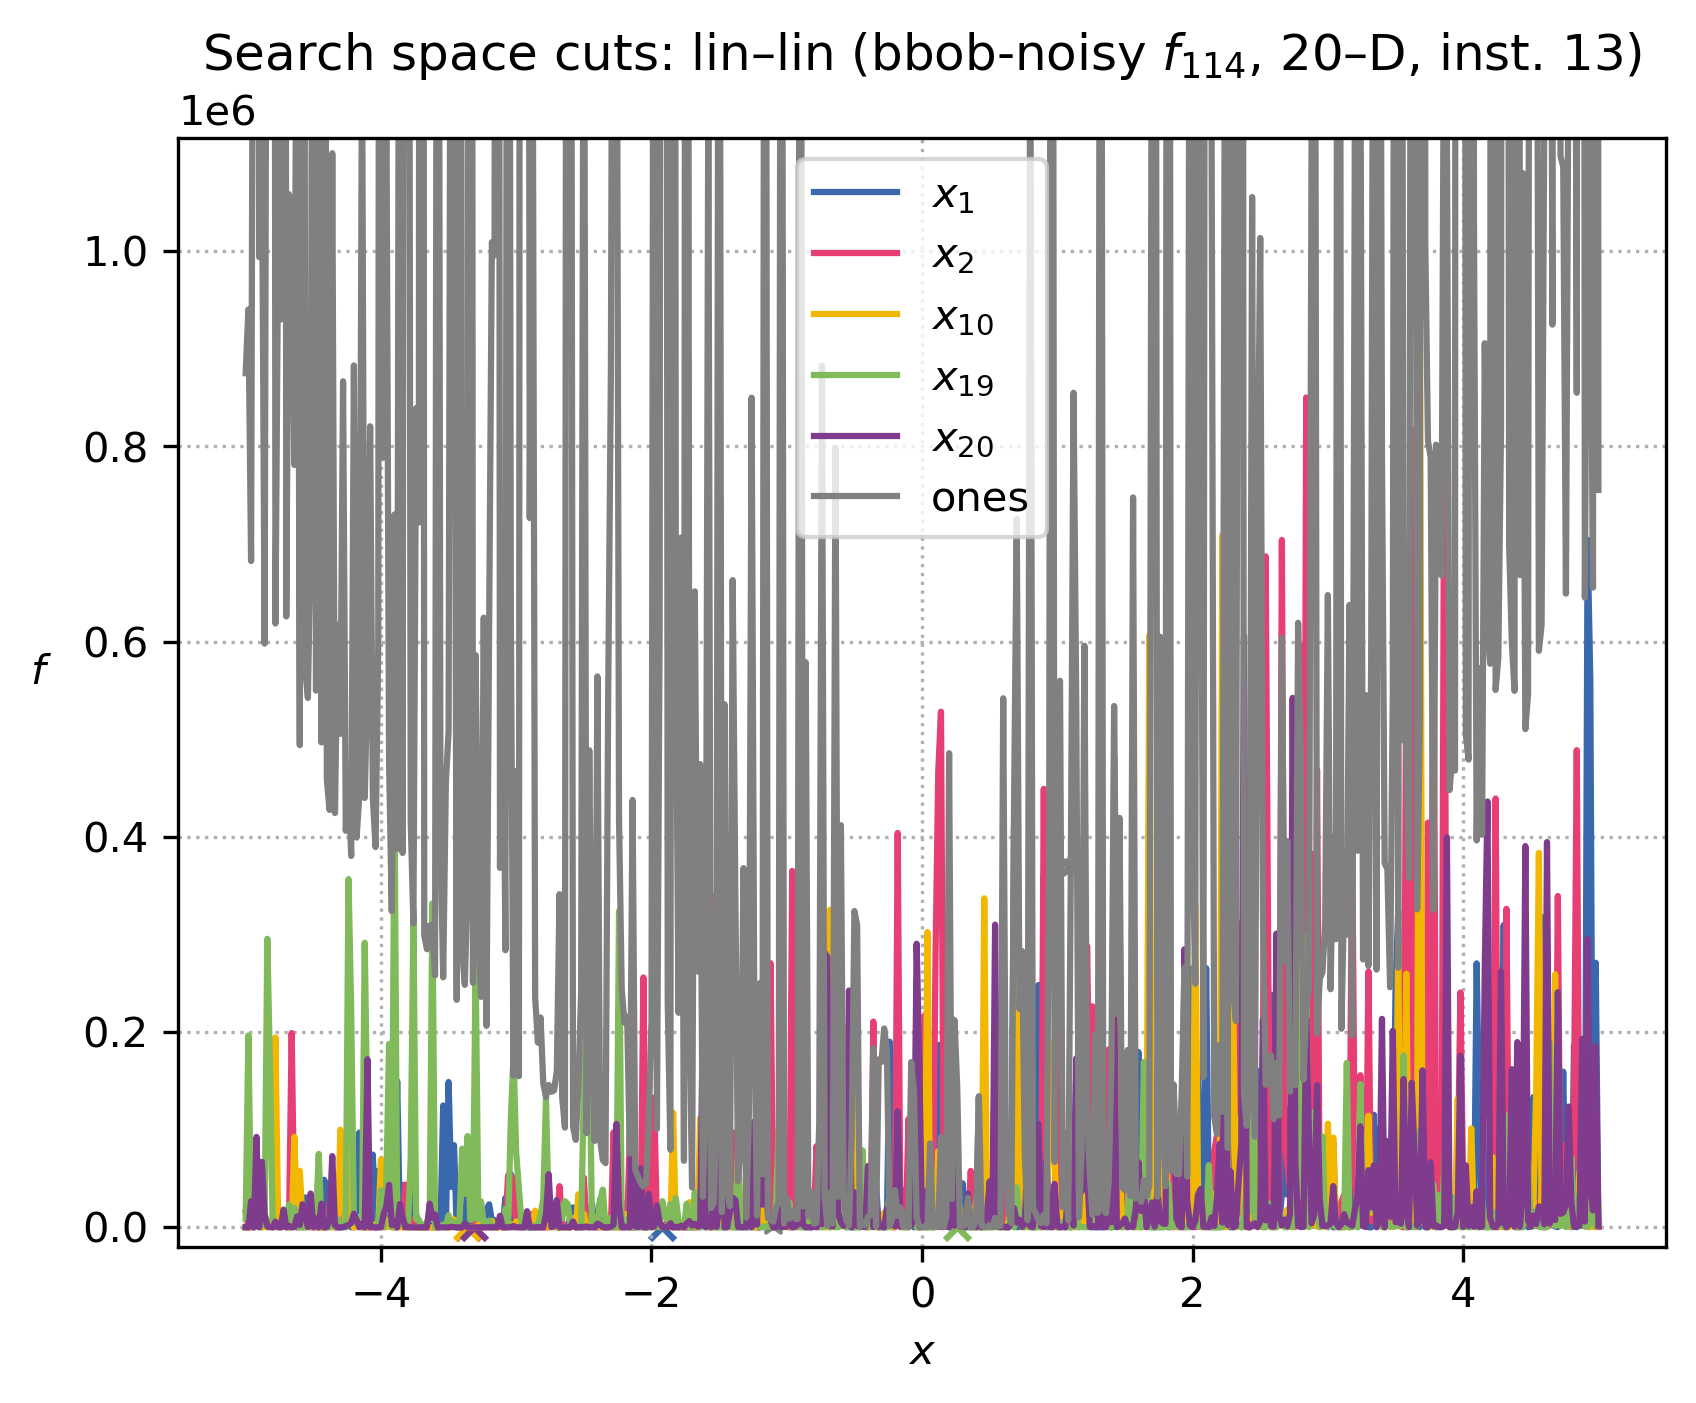 Search space cuts: lin–lin (bbob-noisy f₁₁₄, 20–D, inst. 13)
1e6
x₁
x₂
x₁₀
x₁₉
x₂₀
ones
1.0
0.8
0.6
0.4
0.2
0.0
f
−4 −2 0 2 4
x